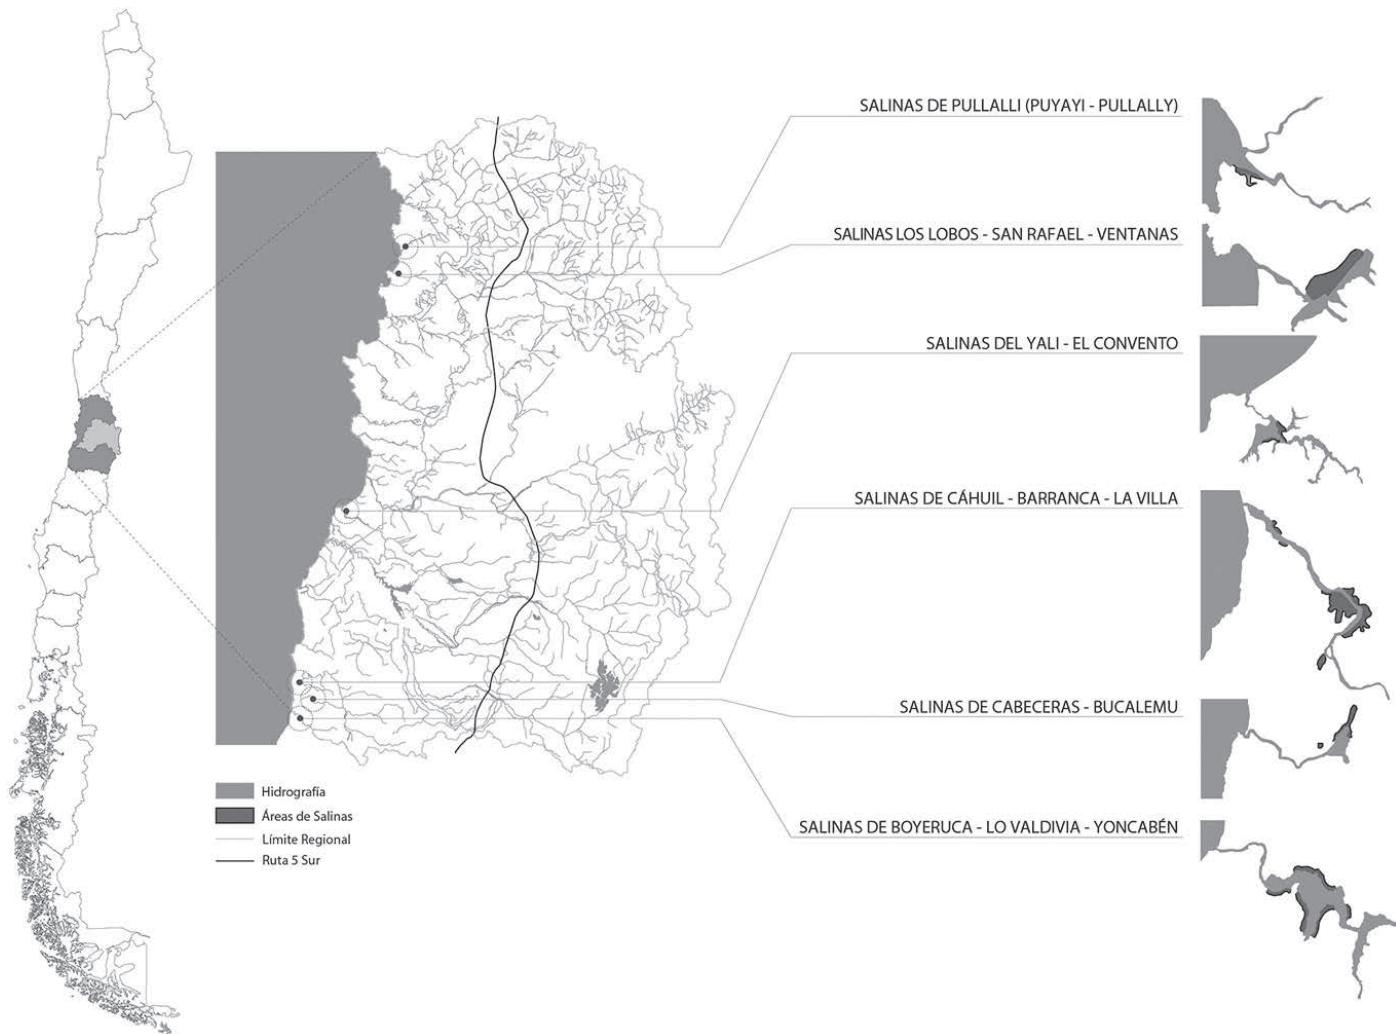 SALINAS DE PULLALLI (PUYAYI - PULLALLY)
SALINAS LOS LOBOS - SAN RAFAEL - VENTANAS
SALINAS DEL YALI - EL CONVENTO
SALINAS DE CÁHUIL - BARRANCA - LA VILLA
SALINAS DE CABECERAS - BUCALEMU
SALINAS DE BOYERUCA - LO VALDIVIA - YONCABÉN
Hidrografía
Áreas de Salinas
Límite Regional
Ruta 5 Sur